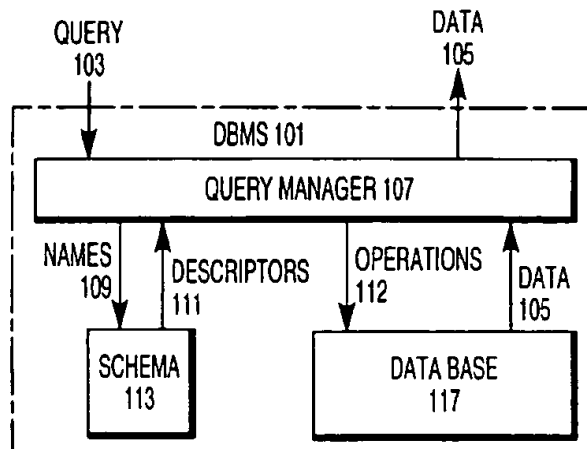 QUERY
103
DATA
105
DBMS 101
QUERY MANAGER 107
NAMES
109
DESCRIPTORS
111
OPERATIONS
112
DATA
105
SCHEMA
113
DATA BASE
117